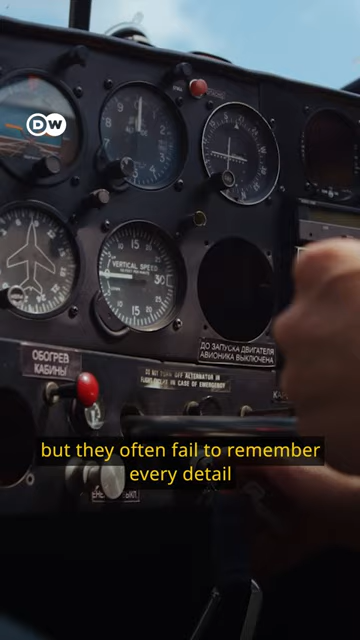 DW
VERTICAL SPEED
ДО ЗАПУСКА ДВИГАТЕЛЯ
АВИОНИКА ВЫКЛЮЧЕНА
ОБОГРЕВ
КАБИНЫ
DO NOT TURN OFF ALTERNATOR IN
FLIGHT EXCEPT IN CASE OF EMERGENCY
but they often fail to remember
every detail